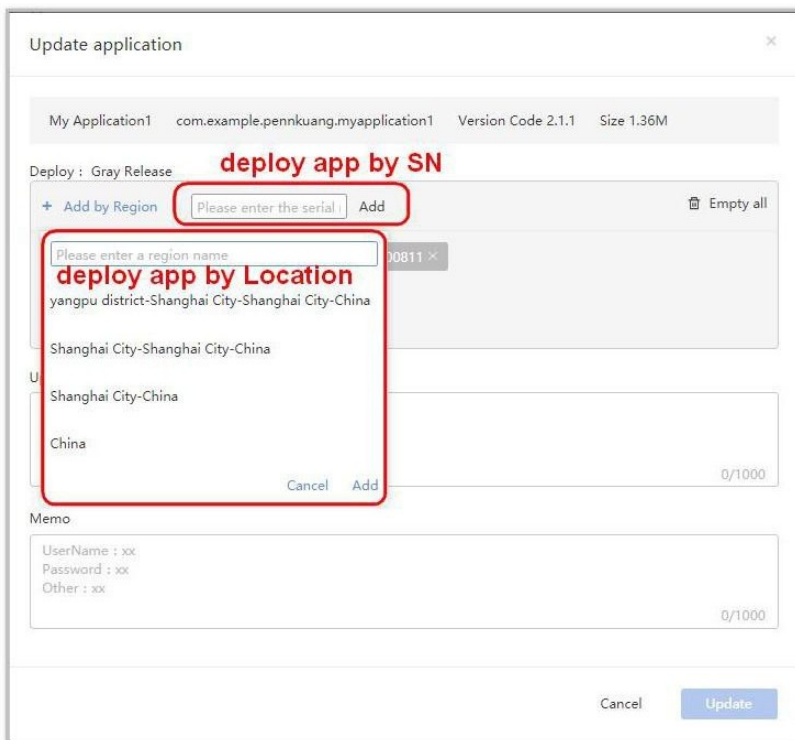 Update application ×
My Application1 com.example.pennkuang.myapplication1 Version Code 2.1.1 Size 1.36M
deploy app by SN
Deploy : Gray Release
+ Add by Region Please enter the serial Add Empty all
Please enter a region name
00811 ×
deploy app by Location
yangpu district-Shanghai City-Shanghai City-China
Shanghai City-Shanghai City-China
Shanghai City-China
China
0/1000
Cancel Add
Memo
UserName : xx
Password : xx
Other : xx
0/1000
Cancel Update